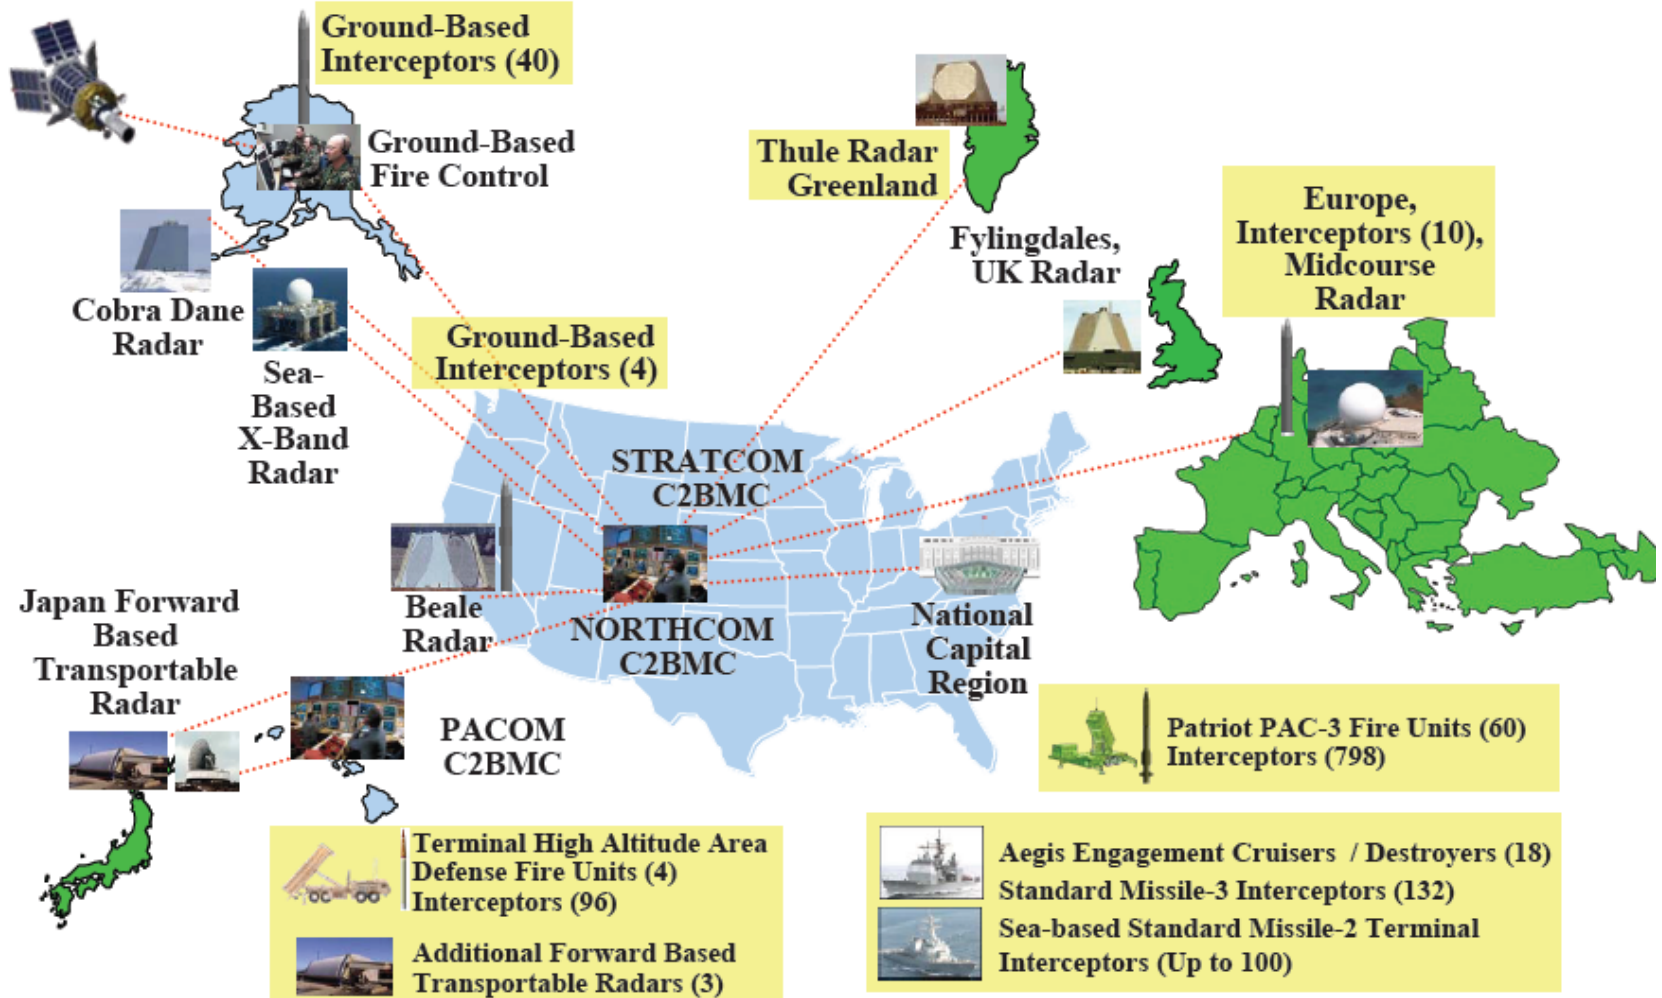 Ground-Based
Interceptors (40)
Ground-Based
Fire Control
Cobra Dane
Radar
Sea-
Based
X-Band
Radar
Ground-Based
Interceptors (4)
Thule Radar
Greenland
Fylingdales,
UK Radar
Europe,
Interceptors (10),
Midcourse
Radar
STRATCOM
C2BMC
Beale
Radar
NORTHCOM
C2BMC
National
Capital
Region
Japan Forward
Based
Transportable
Radar
PACOM
C2BMC
Patriot PAC-3 Fire Units (60)
Interceptors (798)
Terminal High Altitude Area
Defense Fire Units (4)
Interceptors (96)
Additional Forward Based
Transportable Radars (3)
Aegis Engagement Cruisers / Destroyers (18)
Standard Missile-3 Interceptors (132)
Sea-based Standard Missile-2 Terminal
Interceptors (Up to 100)